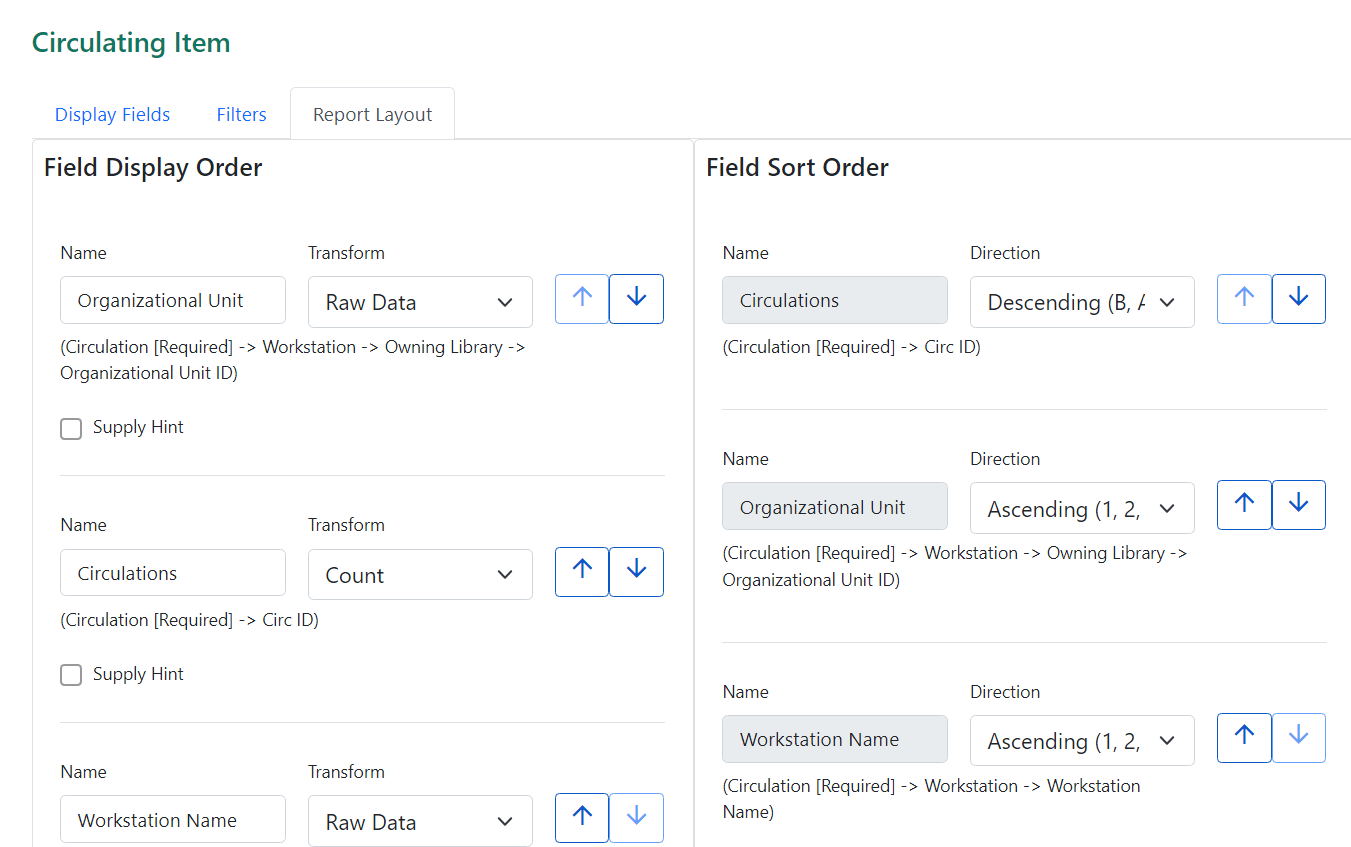 Circulating Item
Display Fields
Filters
Report Layout
Field Display Order
Name
Transform
Organizational Unit
Raw Data
(Circulation [Required] -> Workstation -> Owning Library ->
Organizational Unit ID)
Supply Hint
Name
Transform
Circulations
Count
(Circulation [Required] -> Circ ID)
Supply Hint
Name
Transform
Workstation Name
Raw Data
Field Sort Order
Name
Direction
Circulations
Descending (B, A
(Circulation [Required] -> Circ ID)
Name
Direction
Organizational Unit
Ascending (1, 2,
(Circulation [Required] -> Workstation -> Owning Library ->
Organizational Unit ID)
Name
Direction
Workstation Name
Ascending (1, 2,
(Circulation [Required] -> Workstation -> Workstation
Name)